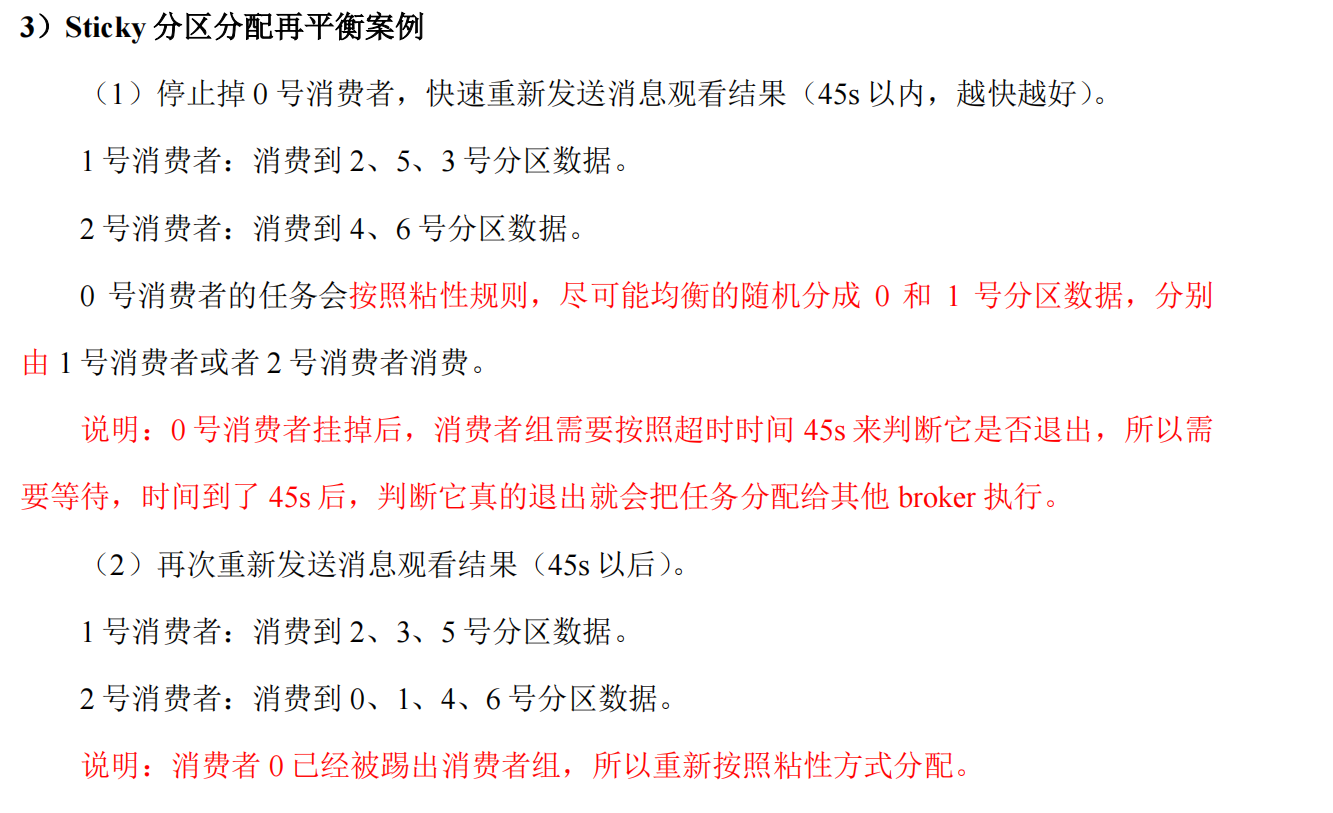 3）Sticky 分区分配再平衡案例
（1）停止掉 0 号消费者，快速重新发送消息观看结果（45s 以内，越快越好）。
1 号消费者：消费到 2、5、3 号分区数据。
2 号消费者：消费到 4、6 号分区数据。
0 号消费者的任务会按照粘性规则，尽可能均衡的随机分成 0 和 1 号分区数据，分别
由 1 号消费者或者 2 号消费者消费。
说明：0 号消费者挂掉后，消费者组需要按照超时时间 45s 来判断它是否退出，所以需
要等待，时间到了 45s 后，判断它真的退出就会把任务分配给其他 broker 执行。
（2）再次重新发送消息观看结果（45s 以后）。
1 号消费者：消费到 2、3、5 号分区数据。
2 号消费者：消费到 0、1、4、6 号分区数据。
说明：消费者 0 已经被踢出消费者组，所以重新按照粘性方式分配。